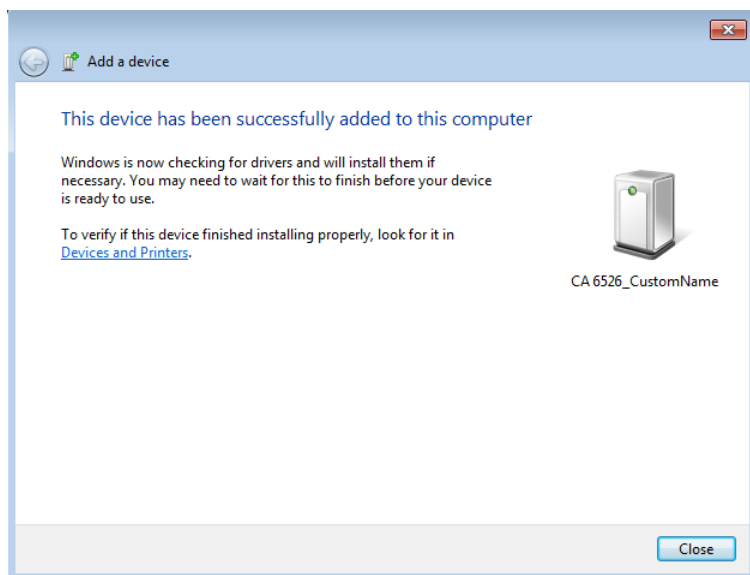 Add a device
This device has been successfully added to this computer
Windows is now checking for drivers and will install them if
necessary. You may need to wait for this to finish before your device
is ready to use.
To verify if this device finished installing properly, look for it in
Devices and Printers.
CA 6526_CustomName
Close